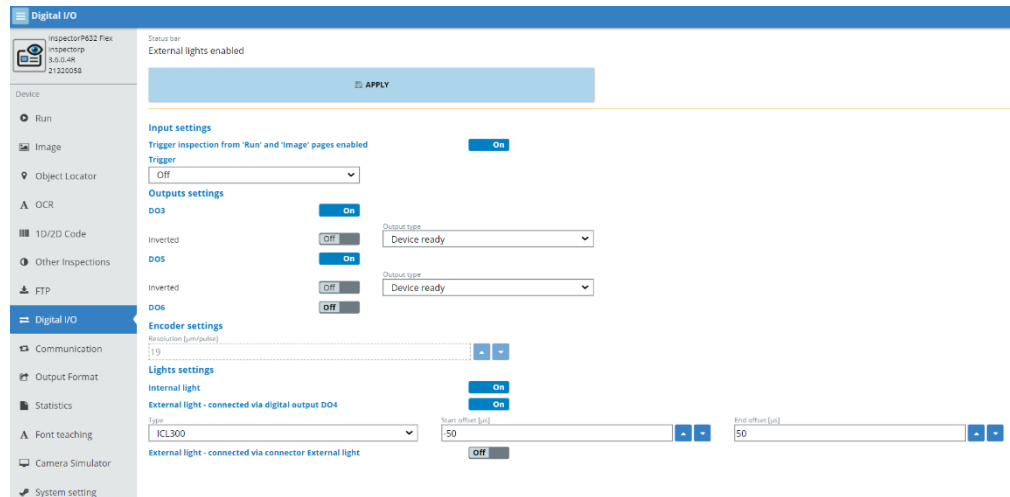 Digital I/O
InspectorP632 Flex
inspectorp
3.6.0.4R
21320058
Device
Run
Image
Object Locator
OCR
1D/2D Code
Other Inspections
FTP
Digital I/O
Communication
Output Format
Statistics
Font teaching
Camera Simulator
System setting
Status bar
External lights enabled
APPLY
Input settings
Trigger inspection from 'Run' and 'Image' pages enabled On
Trigger
Off
Outputs settings
DO3 On
Output type
Inverted Off Device ready
DO5 On
Output type
Inverted Off Device ready
DO6 Off
Encoder settings
Resolution [µm/pulse]
19
Lights settings
Internal light On
External light - connected via digital output DO4 On
Type Start offset [µs] End offset [µs]
ICL300 -50 50
External light - connected via connector External light Off